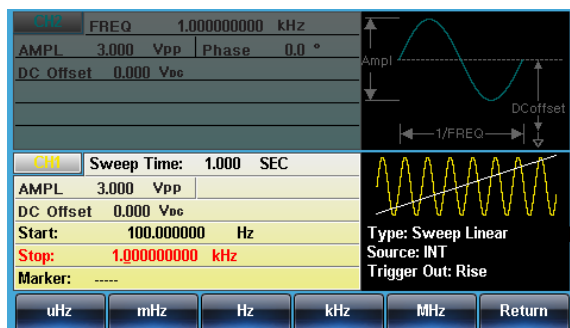 CH2 FREQ 1.000000000 kHz
AMPL 3.000 Vpp Phase 0.0 °
DC Offset 0.000 VDC
Ampl
DCoffset
1/FREQ
CH1 Sweep Time: 1.000 SEC
AMPL 3.000 Vpp
DC Offset 0.000 VDC
Start: 100.000000 Hz
Stop: 1.000000000 kHz
Marker: -----
Type: Sweep Linear
Source: INT
Trigger Out: Rise
uHz mHz Hz kHz MHz Return